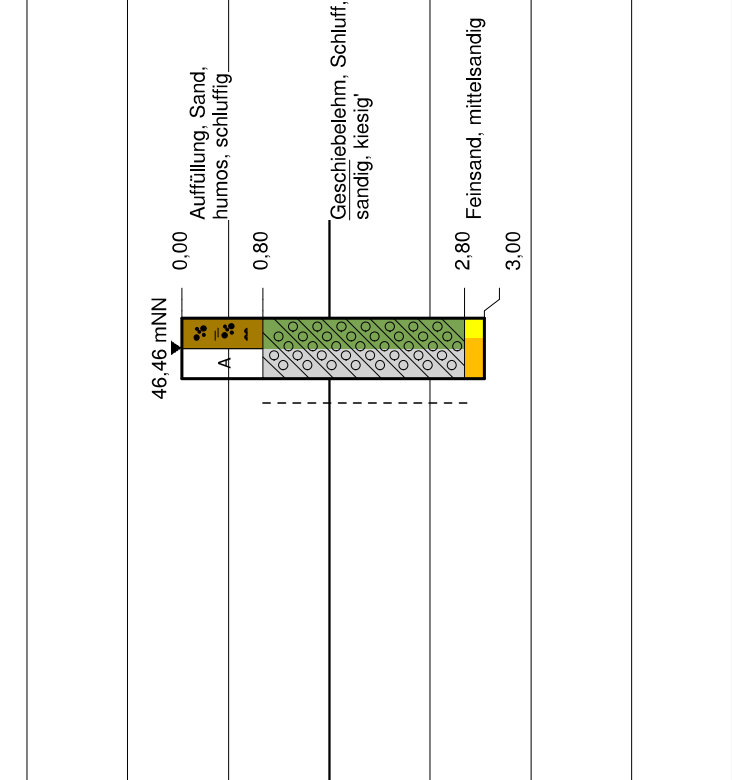 46,46 mNN
0,00
Auffüllung, Sand,
humos, schluffig
A
0,80
Geschiebelehm, Schluff,
sandig, kiesig'
2,80
Feinsand, mittelsandig
3,00